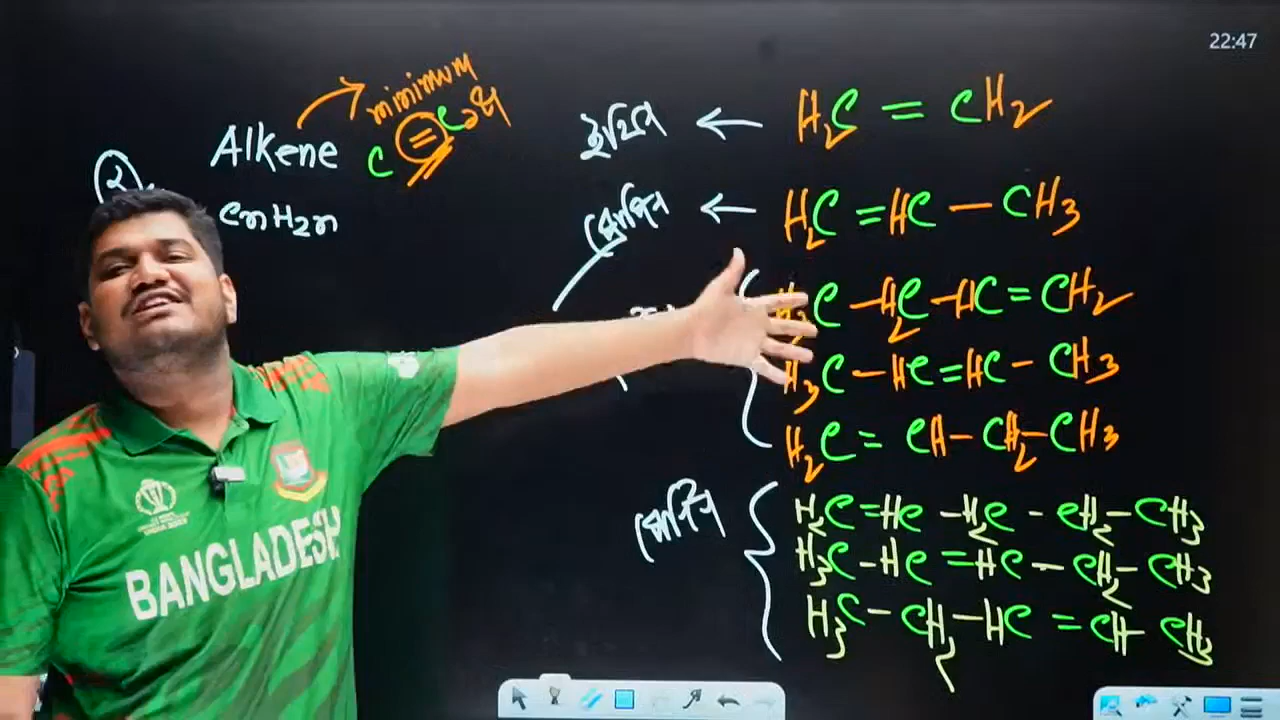 22:47
২.
Alkene
minimum
C = C
CnH2n
ইথিন ← H2C = CH2
প্রোপিন ← H2C = HC — CH3
H3C — H2C — HC = CH2
H3C — HC = HC — CH3
H2C = CH — CH2 — CH3
H2C = HC — H2C — CH2 — CH3
H3C — HC = HC — CH2 — CH3
H3C — CH2 — HC = CH — CH3
BANGLADESH